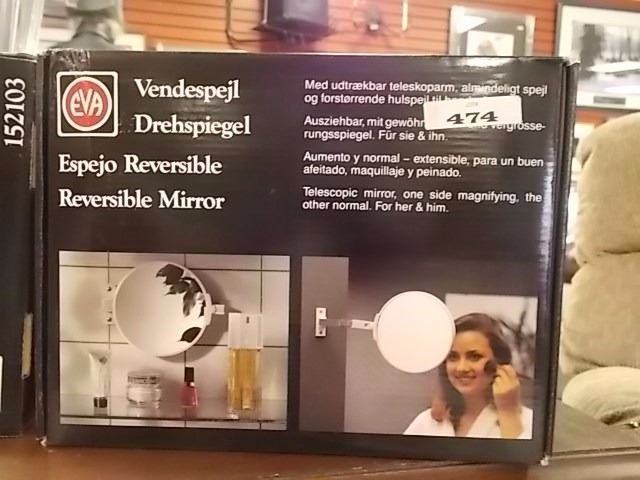 152103
EVA
Vendespejl
Drehspiegel
Espejo Reversible
Reversible Mirror
Med udtrækbar teleskoparm, almindeligt spejl
og forstørrende hulspejl til
Ausziehbar, mit
rungsspiegel. Für sie & ihn.
Aumento y normal – extensible, para un buen
afeitado, maquillaje y peinado.
Telescopic mirror, one side magnifying, the
other normal. For her & him.
474